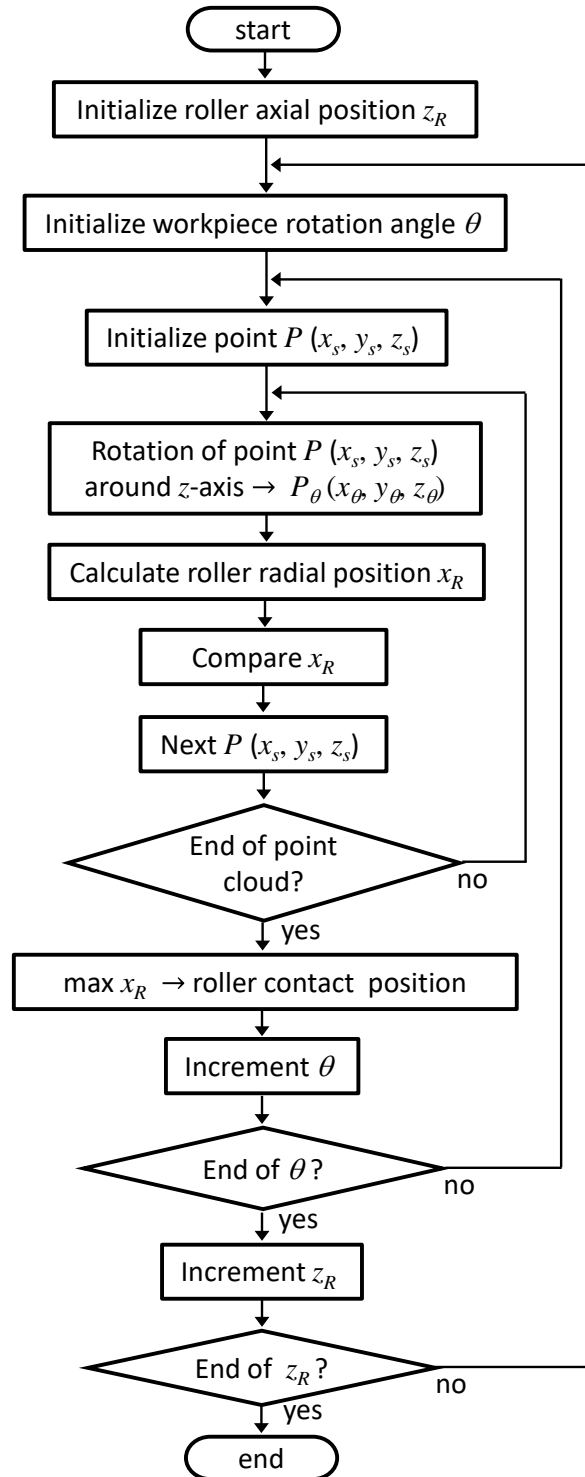 start
Initialize roller axial position z_R
Initialize workpiece rotation angle θ
Initialize point P (x_s, y_s, z_s)
Rotation of point P (x_s, y_s, z_s)
around z-axis → P_θ (x_θ, y_θ, z_θ)
Calculate roller radial position x_R
Compare x_R
Next P (x_s, y_s, z_s)
End of point
cloud?
no
yes
max x_R → roller contact position
Increment θ
End of θ ?
no
yes
Increment z_R
End of z_R ?
no
yes
end